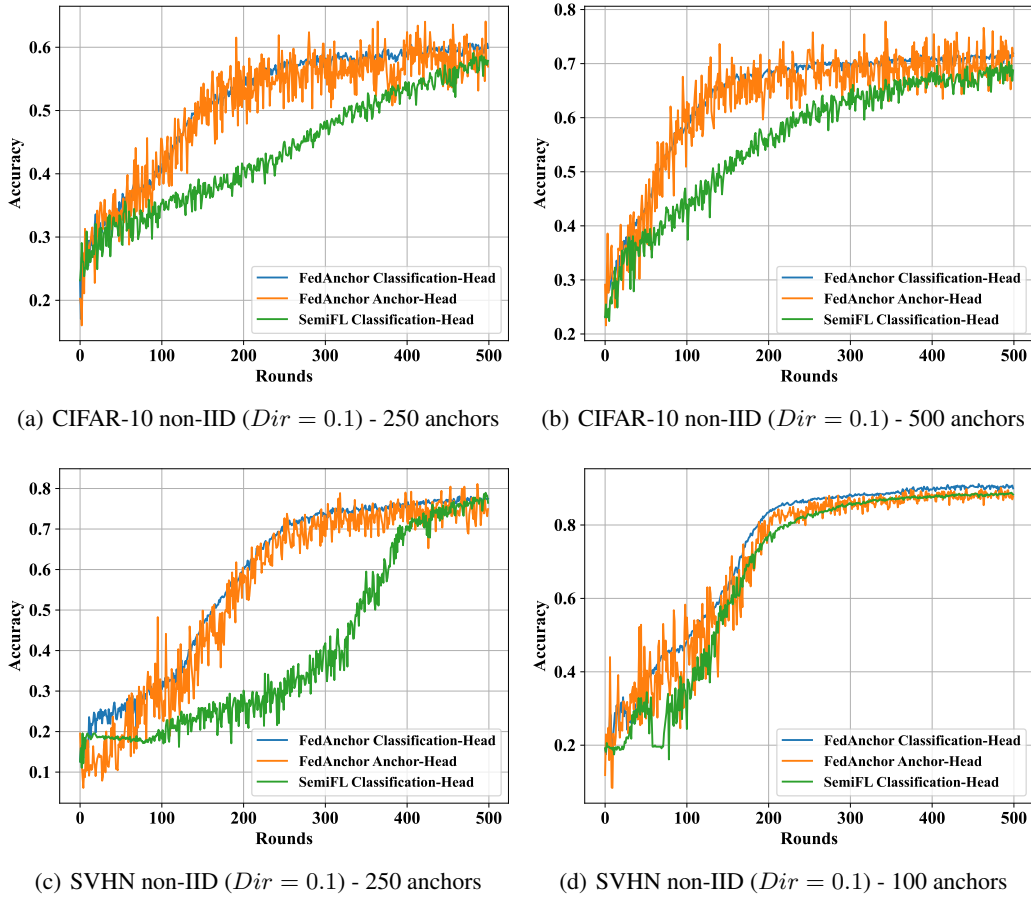 0.6
0.5
0.4
0.3
0.2
Accuracy
0 100 200 300 400 500
Rounds
FedAnchor Classification-Head
FedAnchor Anchor-Head
SemiFL Classification-Head
(a) CIFAR-10 non-IID (Dir = 0.1) - 250 anchors
0.8
0.7
0.6
0.5
0.4
0.3
0.2
Accuracy
0 100 200 300 400 500
Rounds
FedAnchor Classification-Head
FedAnchor Anchor-Head
SemiFL Classification-Head
(b) CIFAR-10 non-IID (Dir = 0.1) - 500 anchors
0.8
0.7
0.6
0.5
0.4
0.3
0.2
0.1
Accuracy
0 100 200 300 400 500
Rounds
FedAnchor Classification-Head
FedAnchor Anchor-Head
SemiFL Classification-Head
(c) SVHN non-IID (Dir = 0.1) - 250 anchors
0.8
0.6
0.4
0.2
Accuracy
0 100 200 300 400 500
Rounds
FedAnchor Classification-Head
FedAnchor Anchor-Head
SemiFL Classification-Head
(d) SVHN non-IID (Dir = 0.1) - 100 anchors